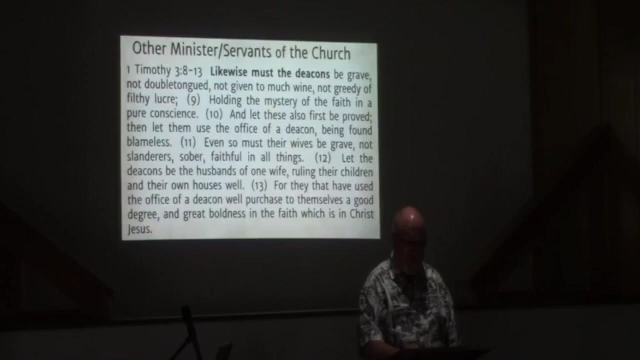 Other Minister/Servants of the Church
1 Timothy 3:8-13 Likewise must the deacons be grave,
not doubletongued, not given to much wine, not greedy of
filthy lucre; (9) Holding the mystery of the faith in a
pure conscience. (10) And let these also first be proved;
then let them use the office of a deacon, being found
blameless. (11) Even so must their wives be grave, not
slanderers, sober, faithful in all things. (12) Let the
deacons be the husbands of one wife, ruling their children
and their own houses well. (13) For they that have used
the office of a deacon well purchase to themselves a good
degree, and great boldness in the faith which is in Christ
Jesus.